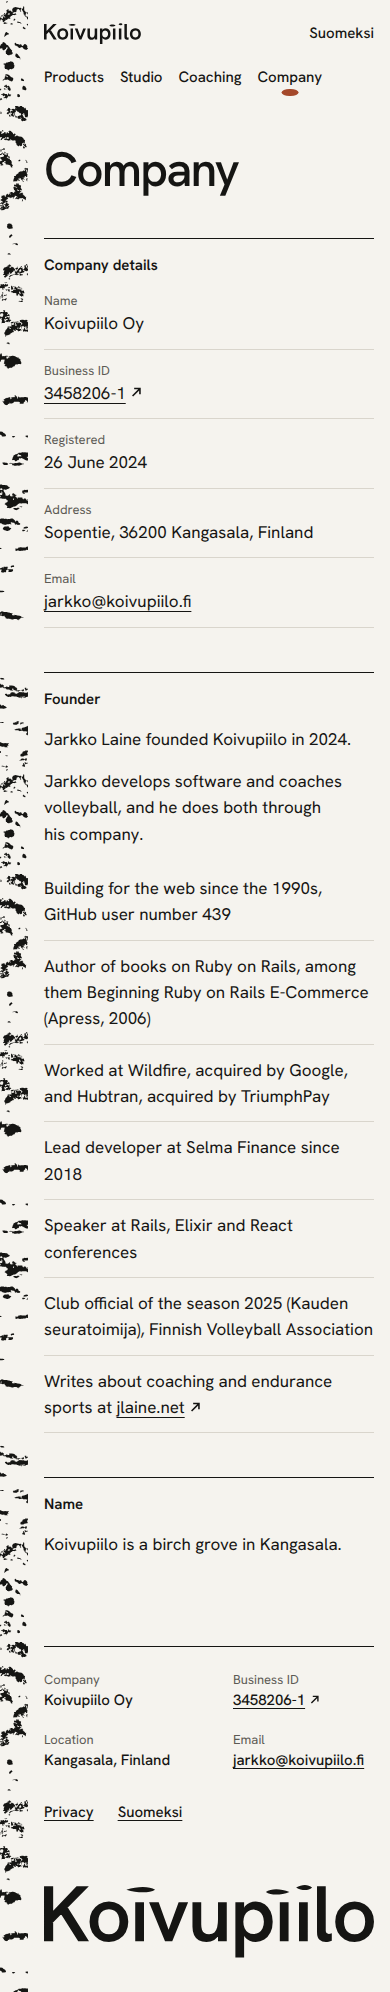 Koivupiilo
Suomeksi
Products Studio Coaching Company
Company
Company details
Name
Koivupiilo Oy
Business ID
3458206-1 ↗
Registered
26 June 2024
Address
Sopentie, 36200 Kangasala, Finland
Email
jarkko@koivupiilo.fi
Founder
Jarkko Laine founded Koivupiilo in 2024.
Jarkko develops software and coaches
volleyball, and he does both through
his company.
Building for the web since the 1990s,
GitHub user number 439
Author of books on Ruby on Rails, among
them Beginning Ruby on Rails E-Commerce
(Apress, 2006)
Worked at Wildfire, acquired by Google,
and Hubtran, acquired by TriumphPay
Lead developer at Selma Finance since
2018
Speaker at Rails, Elixir and React
conferences
Club official of the season 2025 (Kauden
seuratoimija), Finnish Volleyball Association
Writes about coaching and endurance
sports at jlaine.net ↗
Name
Koivupiilo is a birch grove in Kangasala.
Company
Koivupiilo Oy
Business ID
3458206-1 ↗
Location
Kangasala, Finland
Email
jarkko@koivupiilo.fi
Privacy Suomeksi
Koivupiilo